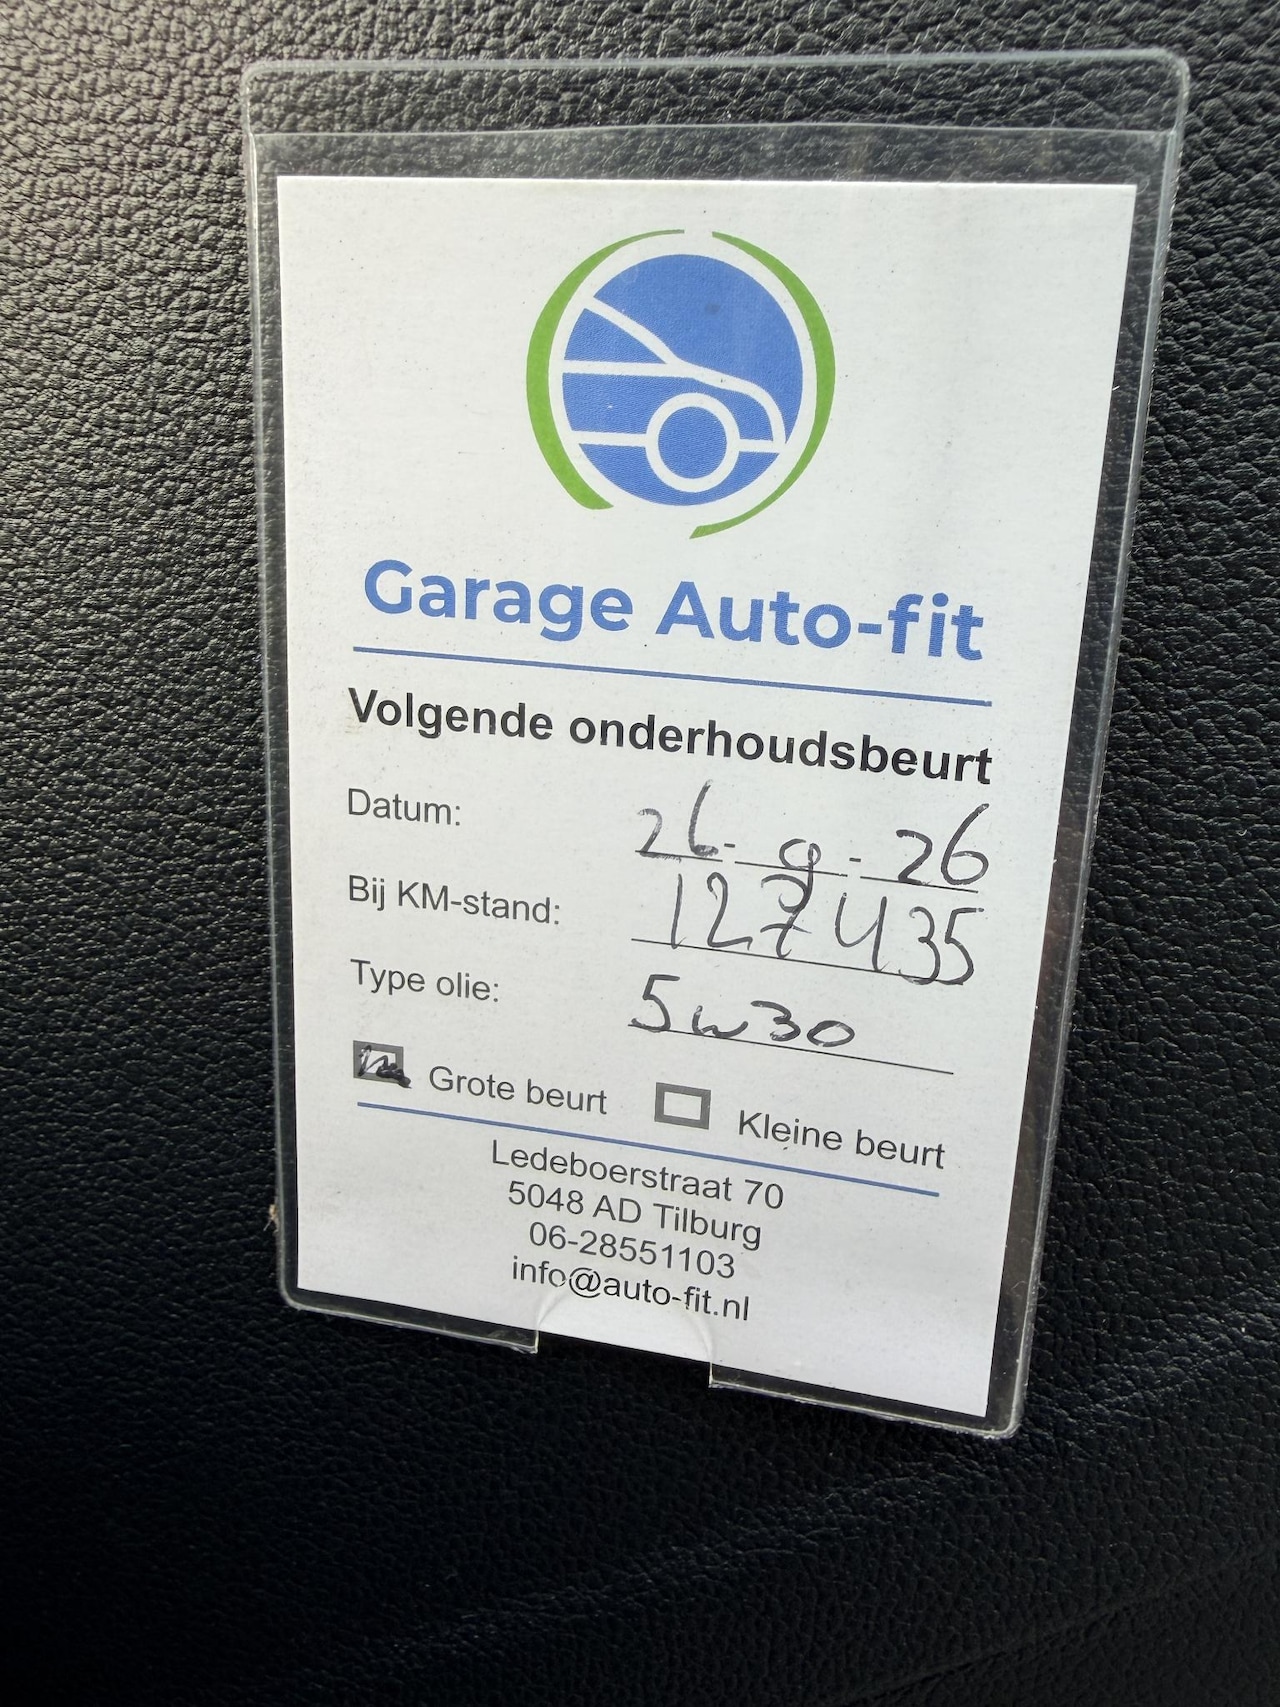 Garage Auto-fit
Volgende onderhoudsbeurt
Datum: 26-9-26
Bij KM-stand: 127435
Type olie: 5w30
Grote beurt Kleine beurt
Ledeboerstraat 70
5048 AD Tilburg
06-28551103
info@auto-fit.nl